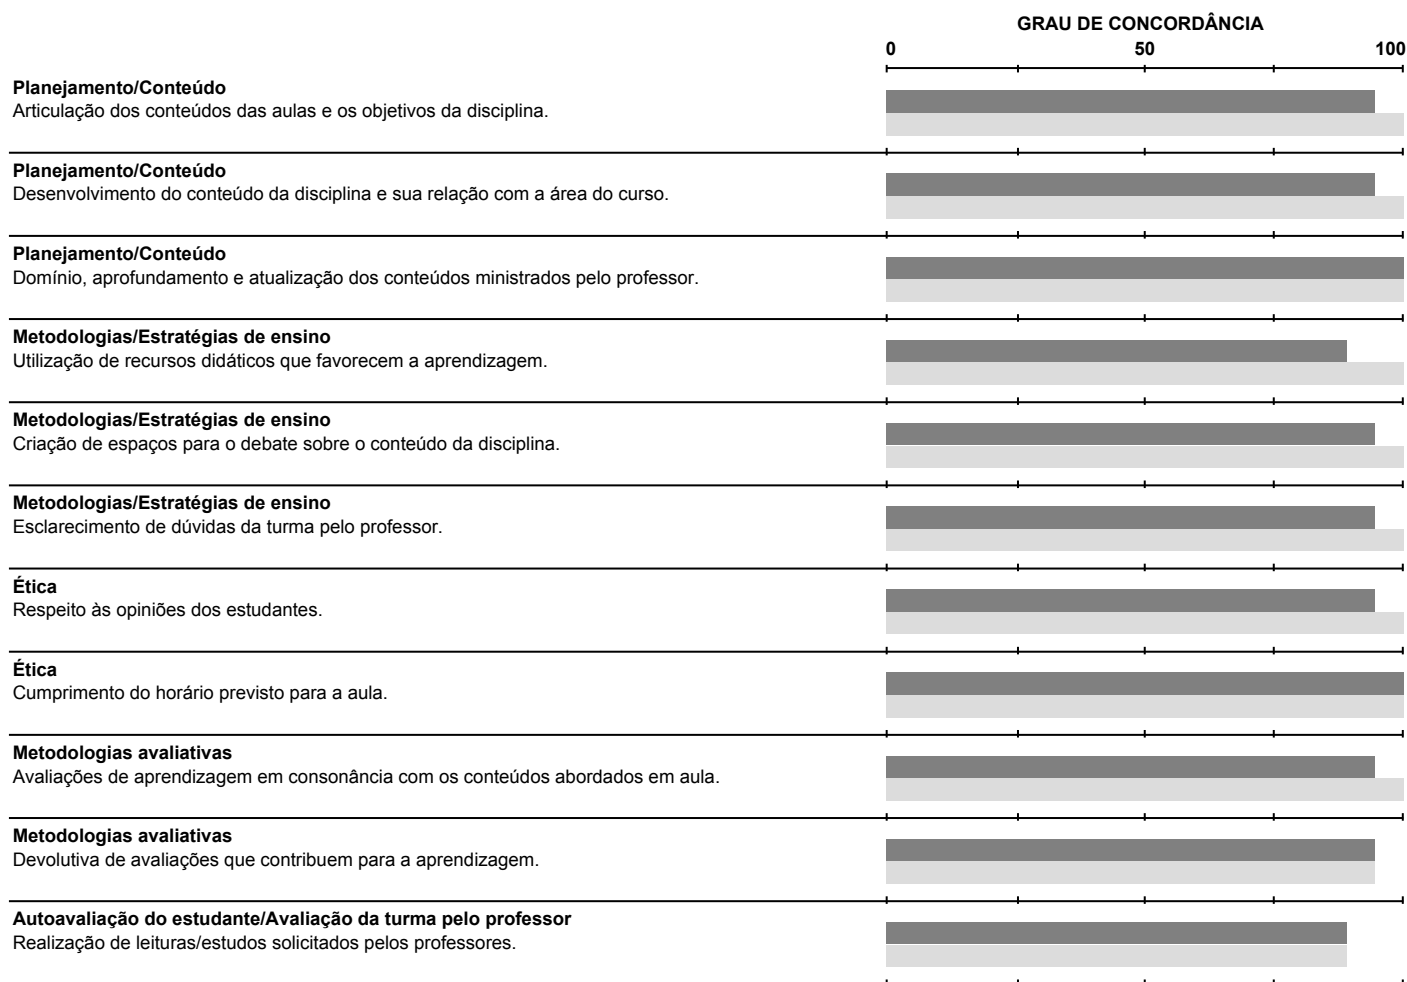 GRAU DE CONCORDÂNCIA
0 50 100
Planejamento/Conteúdo
Articulação dos conteúdos das aulas e os objetivos da disciplina.
Planejamento/Conteúdo
Desenvolvimento do conteúdo da disciplina e sua relação com a área do curso.
Planejamento/Conteúdo
Domínio, aprofundamento e atualização dos conteúdos ministrados pelo professor.
Metodologias/Estratégias de ensino
Utilização de recursos didáticos que favorecem a aprendizagem.
Metodologias/Estratégias de ensino
Criação de espaços para o debate sobre o conteúdo da disciplina.
Metodologias/Estratégias de ensino
Esclarecimento de dúvidas da turma pelo professor.
Ética
Respeito às opiniões dos estudantes.
Ética
Cumprimento do horário previsto para a aula.
Metodologias avaliativas
Avaliações de aprendizagem em consonância com os conteúdos abordados em aula.
Metodologias avaliativas
Devolutiva de avaliações que contribuem para a aprendizagem.
Autoavaliação do estudante/Avaliação da turma pelo professor
Realização de leituras/estudos solicitados pelos professores.